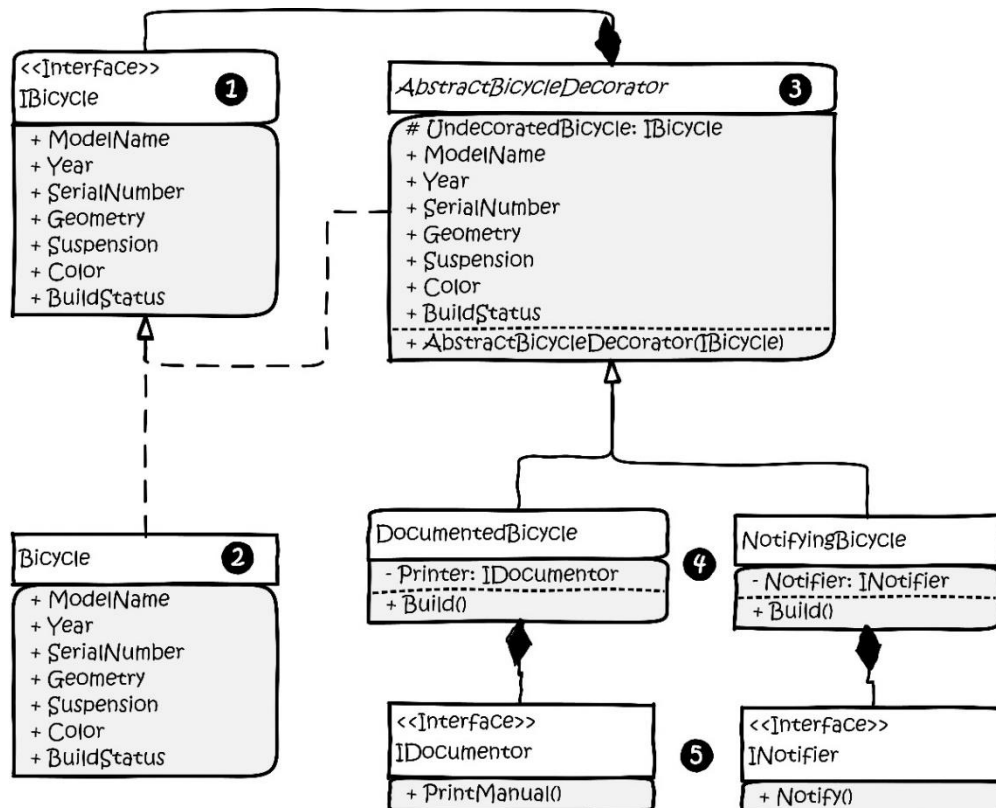 <<Interface>>
IBicycle
1
+ ModelName
+ Year
+ SerialNumber
+ Geometry
+ Suspension
+ Color
+ BuildStatus
AbstractBicycleDecorator
3
# UndecoratedBicycle: IBicycle
+ ModelName
+ Year
+ SerialNumber
+ Geometry
+ Suspension
+ Color
+ BuildStatus
+ AbstractBicycleDecorator(IBicycle)
Bicycle
2
+ ModelName
+ Year
+ SerialNumber
+ Geometry
+ Suspension
+ Color
+ BuildStatus
DocumentedBicycle
- Printer: IDocumentor
+ Build()
4
NotifyingBicycle
- Notifier: INotifier
+ Build()
<<Interface>>
IDocumentor
+ PrintManual()
5
<<Interface>>
INotifier
+ Notify()